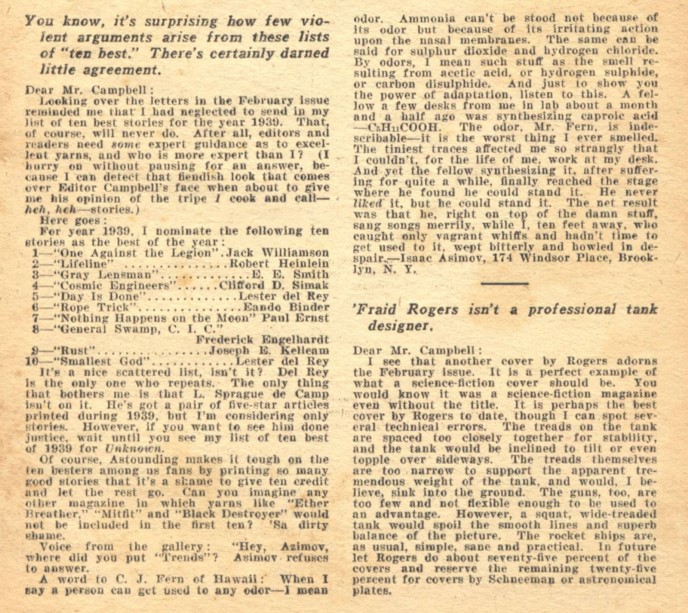 You know, it's surprising how few vio-
lent arguments arise from these lists
of "ten best." There's certainly darned
little agreement.
Dear Mr. Campbell:
Looking over the letters in the February issue
reminded me that I had neglected to send in my
list of ten best stories for the year 1939. That,
of course, will never do. After all, editors and
readers need some expert guidance as to excel-
lent yarns, and who is more expert than I? (I
hurry on without pausing for an answer, be-
cause I can detect that fiendish look that comes
over Editor Campbell's face when about to give
me his opinion of the tripe I cook and call—
heh, heh—stories.)
Here goes:
For year 1939, I nominate the following ten
stories as the best of the year:
1—"One Against the Legion".Jack Williamson
2—"Lifeline"................Robert Heinlein
3—"Gray Lensman"..............E. E. Smith
4—"Cosmic Engineers"......Clifford D. Simak
5—"Day Is Done".............Lester del Rey
6—"Rope Trick"...............Eando Binder
7—"Nothing Happens on the Moon" Paul Ernst
8—"General Swamp, C. I. C."
Frederick Engelhardt
9—"Rust"..................Joseph E. Kelleam
10—"Smallest God"............Lester del Rey
It's a nice scattered list, isn't it? Del Rey
is the only one who repeats. The only thing
that bothers me is that L. Sprague de Camp
isn't on it. He's got a pair of five-star articles
printed during 1939, but I'm considering only
stories. However, if you want to see him done
justice, wait until you see my list of ten best
of 1939 for Unknown.
Of course, Astounding makes it tough on the
ten besters among us fans by printing so many
good stories that it's a shame to give ten credit
and let the rest go. Can you imagine any
other magazine in which yarns like "Ether
Breather," "Mitfit" and "Black Destroyer" would
not be included in the first ten? 'Sa dirty
shame.
Voice from the gallery: "Hey, Azimov,
where did you put "Trends"? Asimov refuses
to answer.
A word to C. J. Fern of Hawaii: When I
say a person can get used to any odor—I mean
odor. Ammonia can't be stood not because of
its odor but because of its irritating action
upon the nasal membranes. The same can be
said for sulphur dioxide and hydrogen chloride.
By odors, I mean such stuff as the smell re-
sulting from acetic acid, or hydrogen sulphide,
or carbon disulphide. And just to show you
the power of adaptation, listen to this. A fel-
low a few desks from me in lab about a month
and a half ago was synthesizing caproic acid
—C5H11COOH. The odor, Mr. Fern, is inde-
scribable—it is the worst thing I ever smelled.
The tiniest traces affected me so strangly that
I couldn't, for the life of me, work at my desk.
And yet the fellow synthesizing it, after suffer-
ing for quite a while, finally reached the stage
where he found he could stand it. He never
liked it, but he could stand it. The net result
was that he, right on top of the damn stuff,
sang songs merrily, while I, ten feet away, who
caught only vagrant whiffs and hadn't time to
get used to it, wept bitterly and howled in de-
spair.—Isaac Asimov, 174 Windsor Place, Brook-
lyn, N. Y.
'Fraid Rogers isn't a professional tank
designer.
Dear Mr. Campbell:
I see that another cover by Rogers adorns
the February issue. It is a perfect example of
what a science-fiction cover should be. You
would know it was a science-fiction magazine
even without the title. It is perhaps the best
cover by Rogers to date, though I can spot sev-
eral technical errors. The treads on the tank
are spaced too closely together for stability,
and the tank would be inclined to tilt or even
topple over sideways. The treads themselves
are too narrow to support the apparent tre-
mendous weight of the tank, and would, I be-
lieve, sink into the ground. The guns, too, are
too few and not flexible enough to be used to
an advantage. However, a squat, wide-treaded
tank would spoil the smooth lines and superb
balance of the picture. The rocket ships are,
as usual, simple, sane and practical. In future
let Rogers do about seventy-five percent of the
covers and reserve the remaining twenty-five
percent for covers by Schneeman or astronomical
plates.